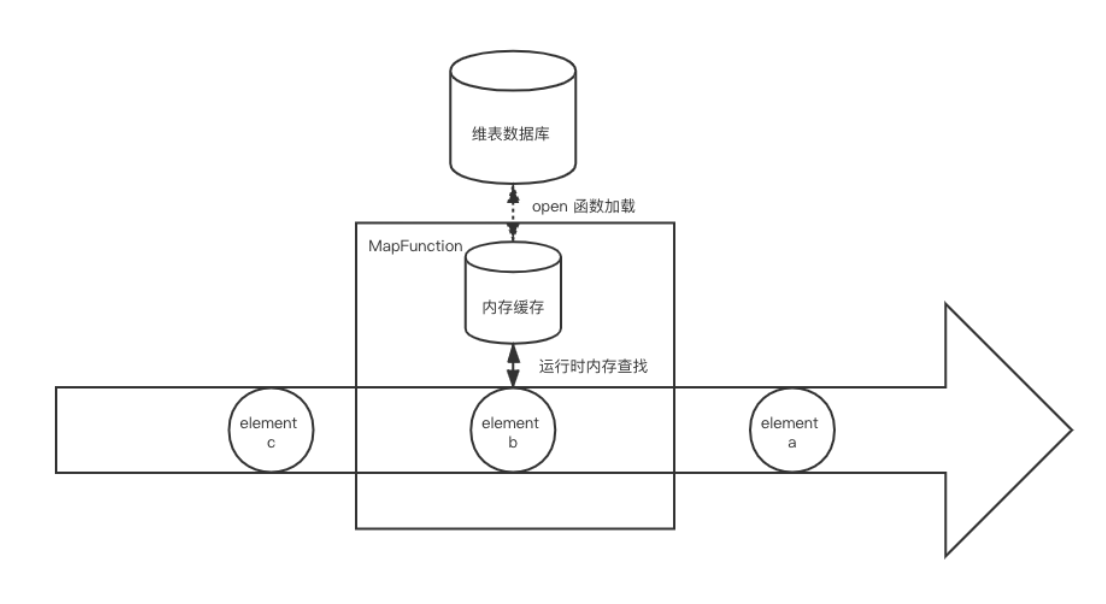 维表数据库
open 函数加载
MapFunction
内存缓存
运行时内存查找
element
c
element
b
element
a